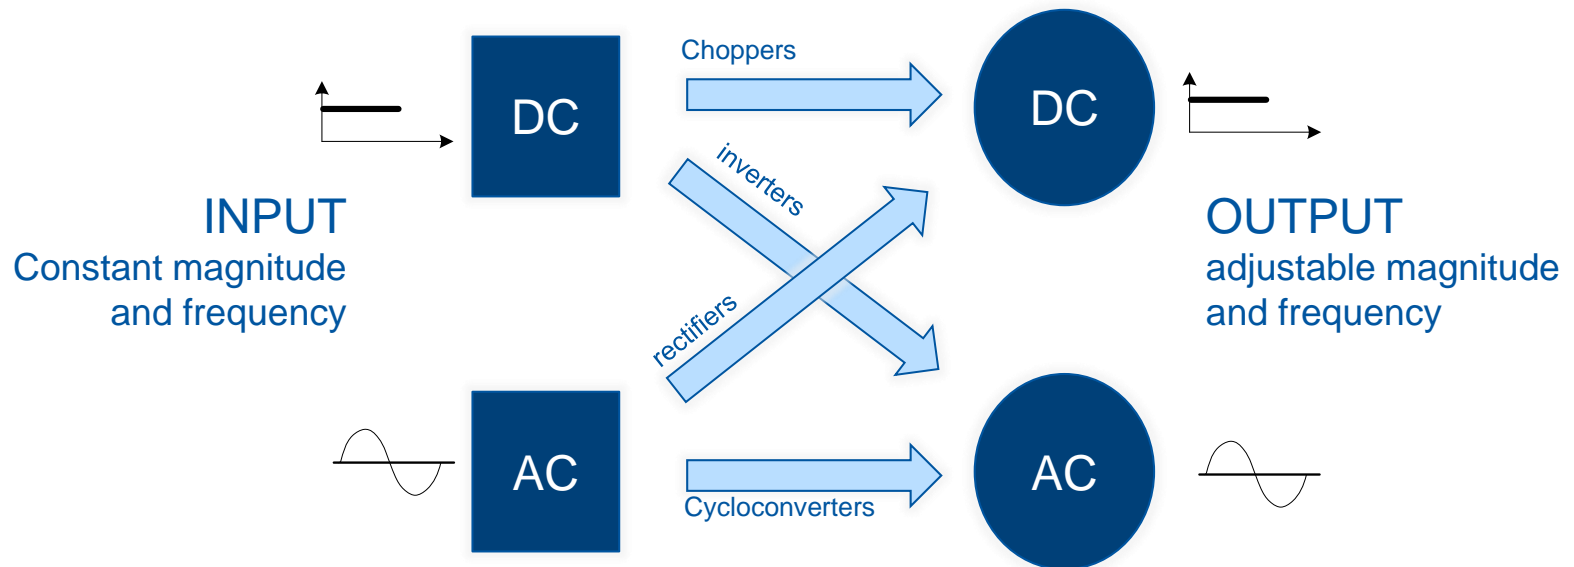 Choppers
DC
DC
inverters
INPUT
Constant magnitude
and frequency
OUTPUT
adjustable magnitude
and frequency
rectifiers
AC
AC
Cycloconverters